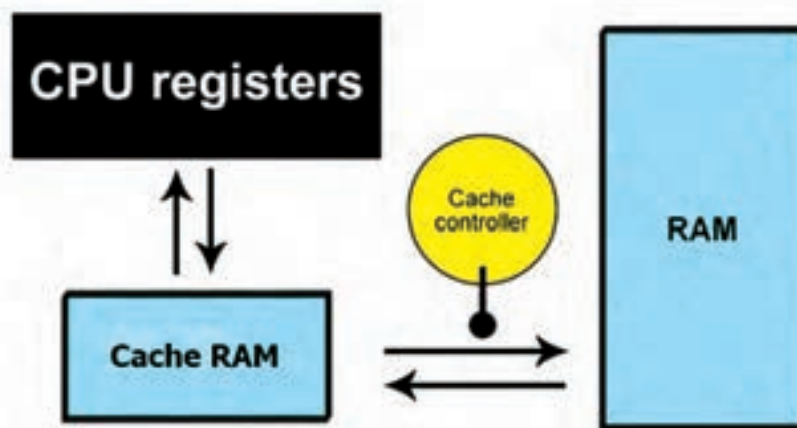 CPU registers
Cache
controller
RAM
Cache RAM